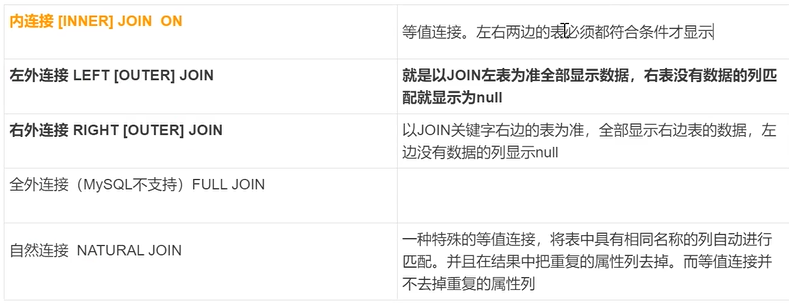 内连接 [INNER] JOIN  ON
等值连接。左右两边的表必须都符合条件才显示
左外连接 LEFT [OUTER] JOIN
就是以JOIN左表为准全部显示数据，右表没有数据的列匹
配就显示为null
右外连接 RIGHT [OUTER] JOIN
以JOIN关键字右边的表为准，全部显示右边表的数据，左
边没有数据的列显示null
全外连接（MySQL不支持）FULL JOIN
自然连接  NATURAL JOIN
一种特殊的等值连接，将表中具有相同名称的列自动进行
匹配。并且在结果中把重复的属性列去掉。而等值连接并
不去掉重复的属性列